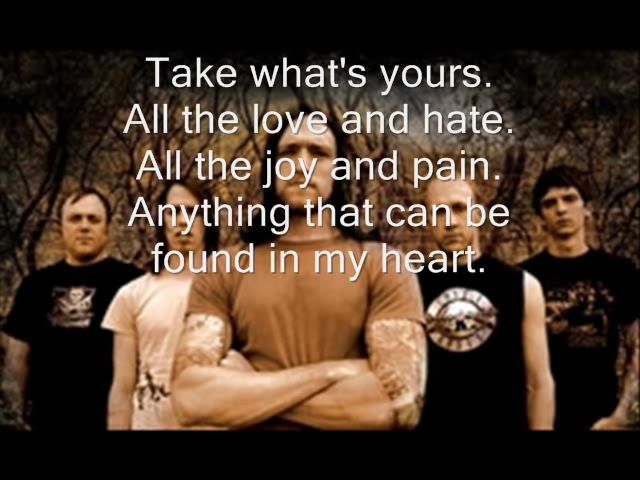 Take what's yours.
All the love and hate.
All the joy and pain.
Anything that can be
found in my heart.